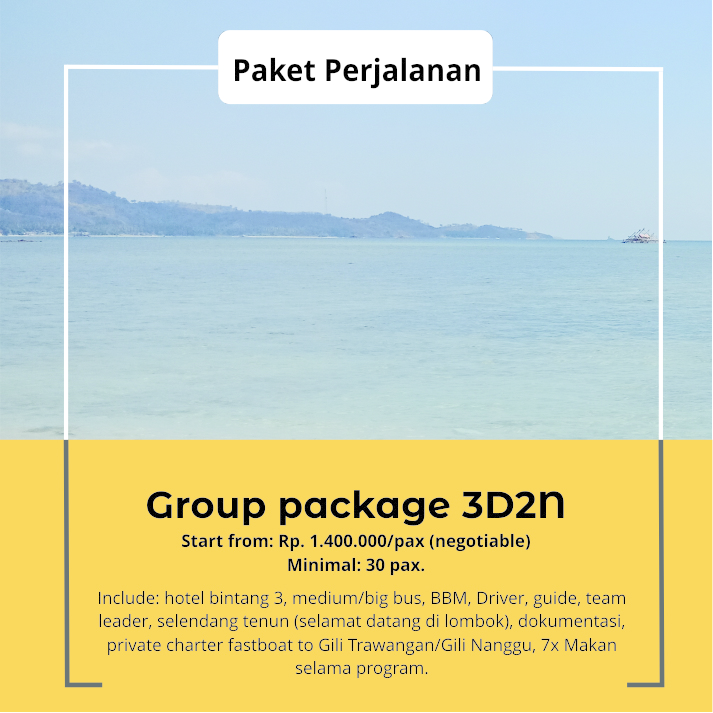 Paket Perjalanan
Group package 3D2N
Start from: Rp. 1.400.000/pax (negotiable)
Minimal: 30 pax.
Include: hotel bintang 3, medium/big bus, BBM, Driver, guide, team
leader, selendang tenun (selamat datang di lombok), dokumentasi,
private charter fastboat to Gili Trawangan/Gili Nanggu, 7x Makan
selama program.